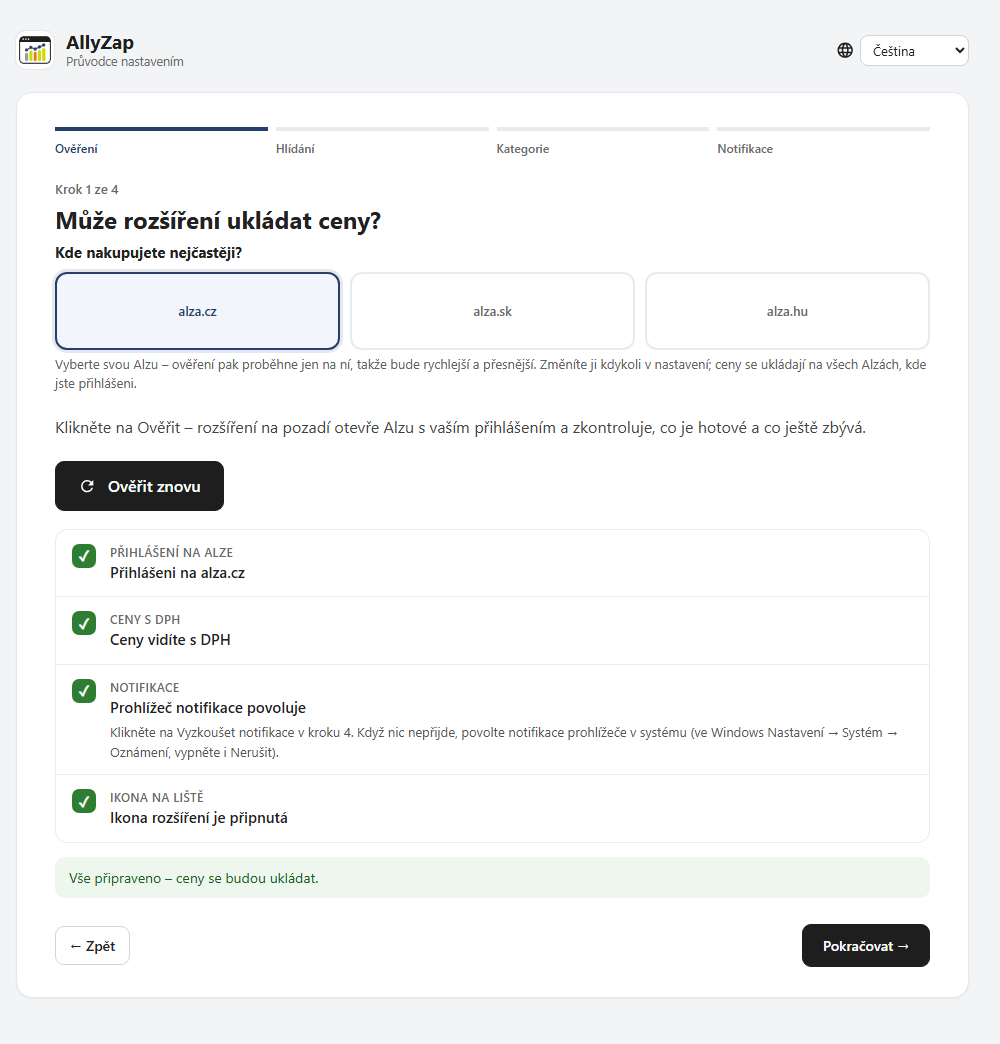 AllyZap
Průvodce nastavením
Čeština
Ověření
Hlídání
Kategorie
Notifikace
Krok 1 ze 4
Může rozšíření ukládat ceny?
Kde nakupujete nejčastěji?
alza.cz
alza.sk
alza.hu
Vyberte svou Alzu – ověření pak proběhne jen na ní, takže bude rychlejší a přesnější. Změníte ji kdykoli v nastavení; ceny se ukládají na všech Alzách, kde
jste přihlášeni.
Klikněte na Ověřit – rozšíření na pozadí otevře Alzu s vaším přihlášením a zkontroluje, co je hotové a co ještě zbývá.
Ověřit znovu
PŘIHLÁŠENÍ NA ALZE
Přihlášeni na alza.cz
CENY S DPH
Ceny vidíte s DPH
NOTIFIKACE
Prohlížeč notifikace povoluje
Klikněte na Vyzkoušet notifikace v kroku 4. Když nic nepřijde, povolte notifikace prohlížeče v systému (ve Windows Nastavení → Systém →
Oznámení, vypněte i Nerušit).
IKONA NA LIŠTĚ
Ikona rozšíření je připnutá
Vše připraveno – ceny se budou ukládat.
← Zpět
Pokračovat →